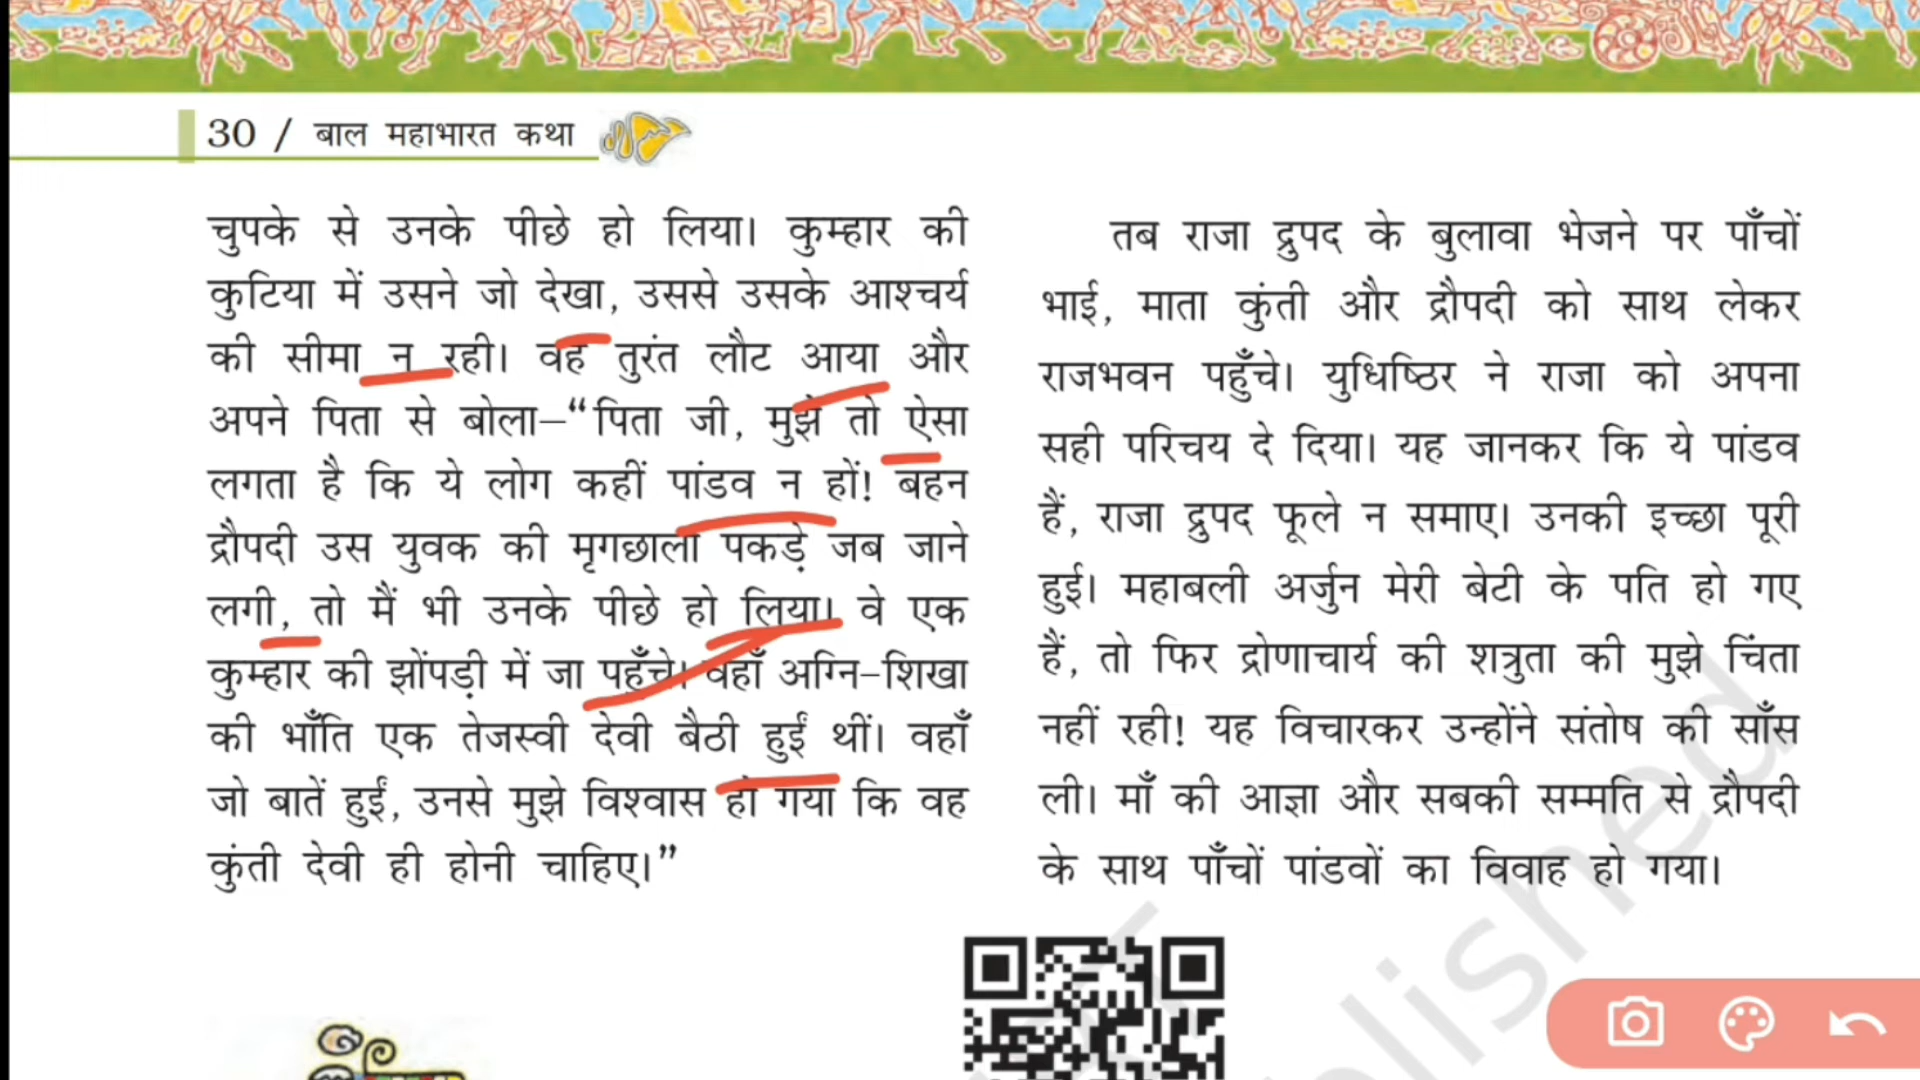 30 / बाल महाभारत कथा
चुपके से उनके पीछे हो लिया। कुम्हार की
कुटिया में उसने जो देखा, उससे उसके आश्चर्य
की सीमा न रही। वह तुरंत लौट आया और
अपने पिता से बोला–“पिता जी, मुझे तो ऐसा
लगता है कि ये लोग कहीं पांडव न हों! बहन
द्रौपदी उस युवक की मृगछाला पकड़े जब जाने
लगी, तो मैं भी उनके पीछे हो लिया। वे एक
कुम्हार की झोंपड़ी में जा पहुँचे। वहाँ अग्नि–शिखा
की भाँति एक तेजस्वी देवी बैठी हुईं थीं। वहाँ
जो बातें हुईं, उनसे मुझे विश्वास हो गया कि वह
कुंती देवी ही होनी चाहिए।”
तब राजा द्रुपद के बुलावा भेजने पर पाँचों
भाई, माता कुंती और द्रौपदी को साथ लेकर
राजभवन पहुँचे। युधिष्ठिर ने राजा को अपना
सही परिचय दे दिया। यह जानकर कि ये पांडव
हैं, राजा द्रुपद फूले न समाए। उनकी इच्छा पूरी
हुई। महाबली अर्जुन मेरी बेटी के पति हो गए
हैं, तो फिर द्रोणाचार्य की शत्रुता की मुझे चिंता
नहीं रही! यह विचारकर उन्होंने संतोष की साँस
ली। माँ की आज्ञा और सबकी सम्मति से द्रौपदी
के साथ पाँचों पांडवों का विवाह हो गया।